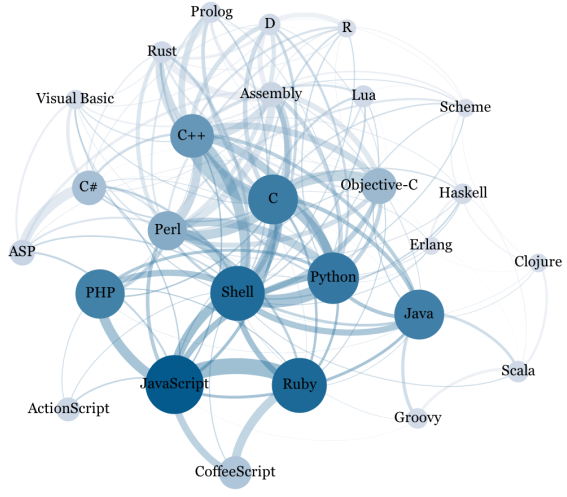 Prolog
D
R
Rust
Visual Basic
Assembly
Lua
Scheme
C++
C#
Objective-C
Haskell
C
Perl
ASP
Erlang
Clojure
PHP
Shell
Python
Java
JavaScript
Ruby
Scala
ActionScript
Groovy
CoffeeScript